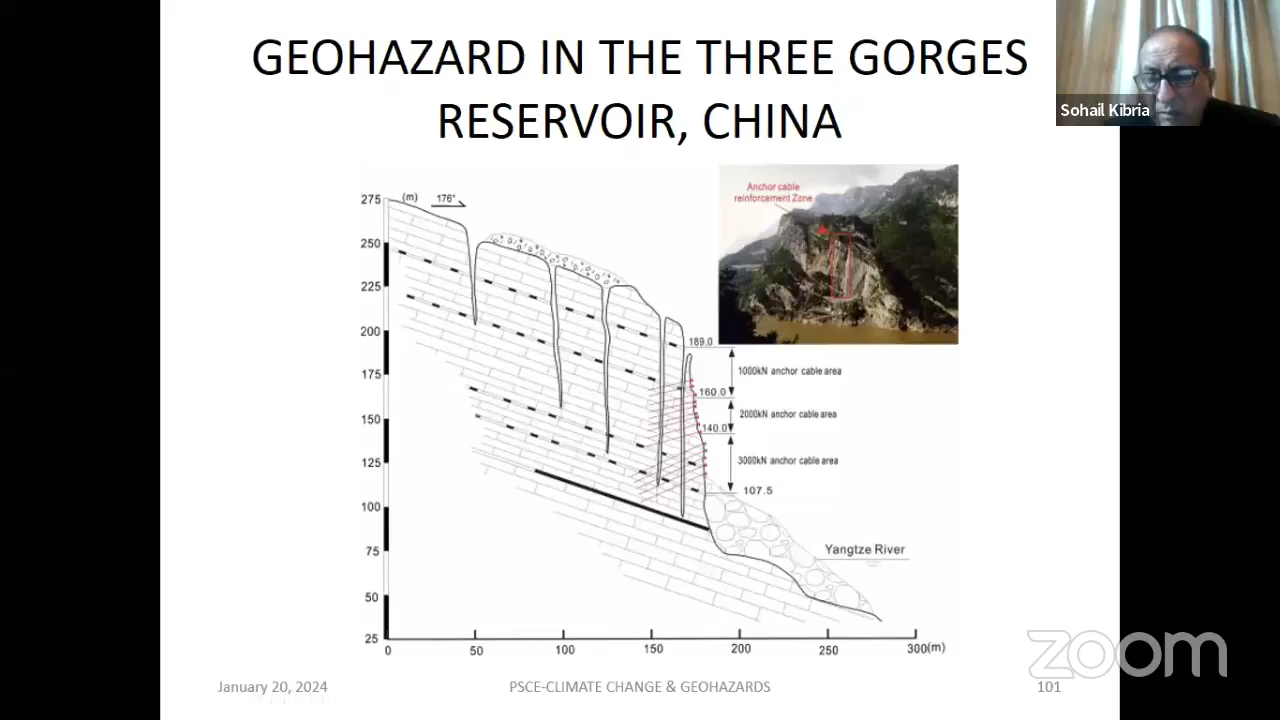 GEOHAZARD IN THE THREE GORGES
RESERVOIR, CHINA
Sohail Kibria
Anchor cable
reinforcement Zone
275
(m)
176°
250
225
200
175
150
125
100
75
50
25
0
50
100
150
200
250
300(m)
189.0
1000kN anchor cable area
160.0
2000kN anchor cable area
140.0
3000kN anchor cable area
107.5
Yangtze River
zoom
January 20, 2024
PSCE-CLIMATE CHANGE & GEOHAZARDS
101